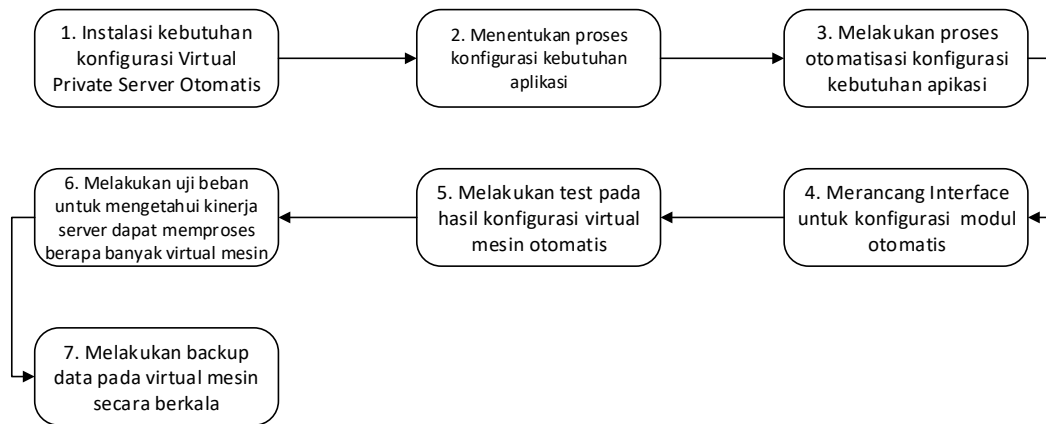 1. Instalasi kebutuhan
konfigurasi Virtual
Private Server Otomatis
2. Menentukan proses
konfigurasi kebutuhan
aplikasi
3. Melakukan proses
otomatisasi konfigurasi
kebutuhan apikasi
4. Merancang Interface
untuk konfigurasi modul
otomatis
5. Melakukan test pada
hasil konfigurasi virtual
mesin otomatis
6. Melakukan uji beban
untuk mengetahui kinerja
server dapat memproses
berapa banyak virtual mesin
7. Melakukan backup
data pada virtual mesin
secara berkala